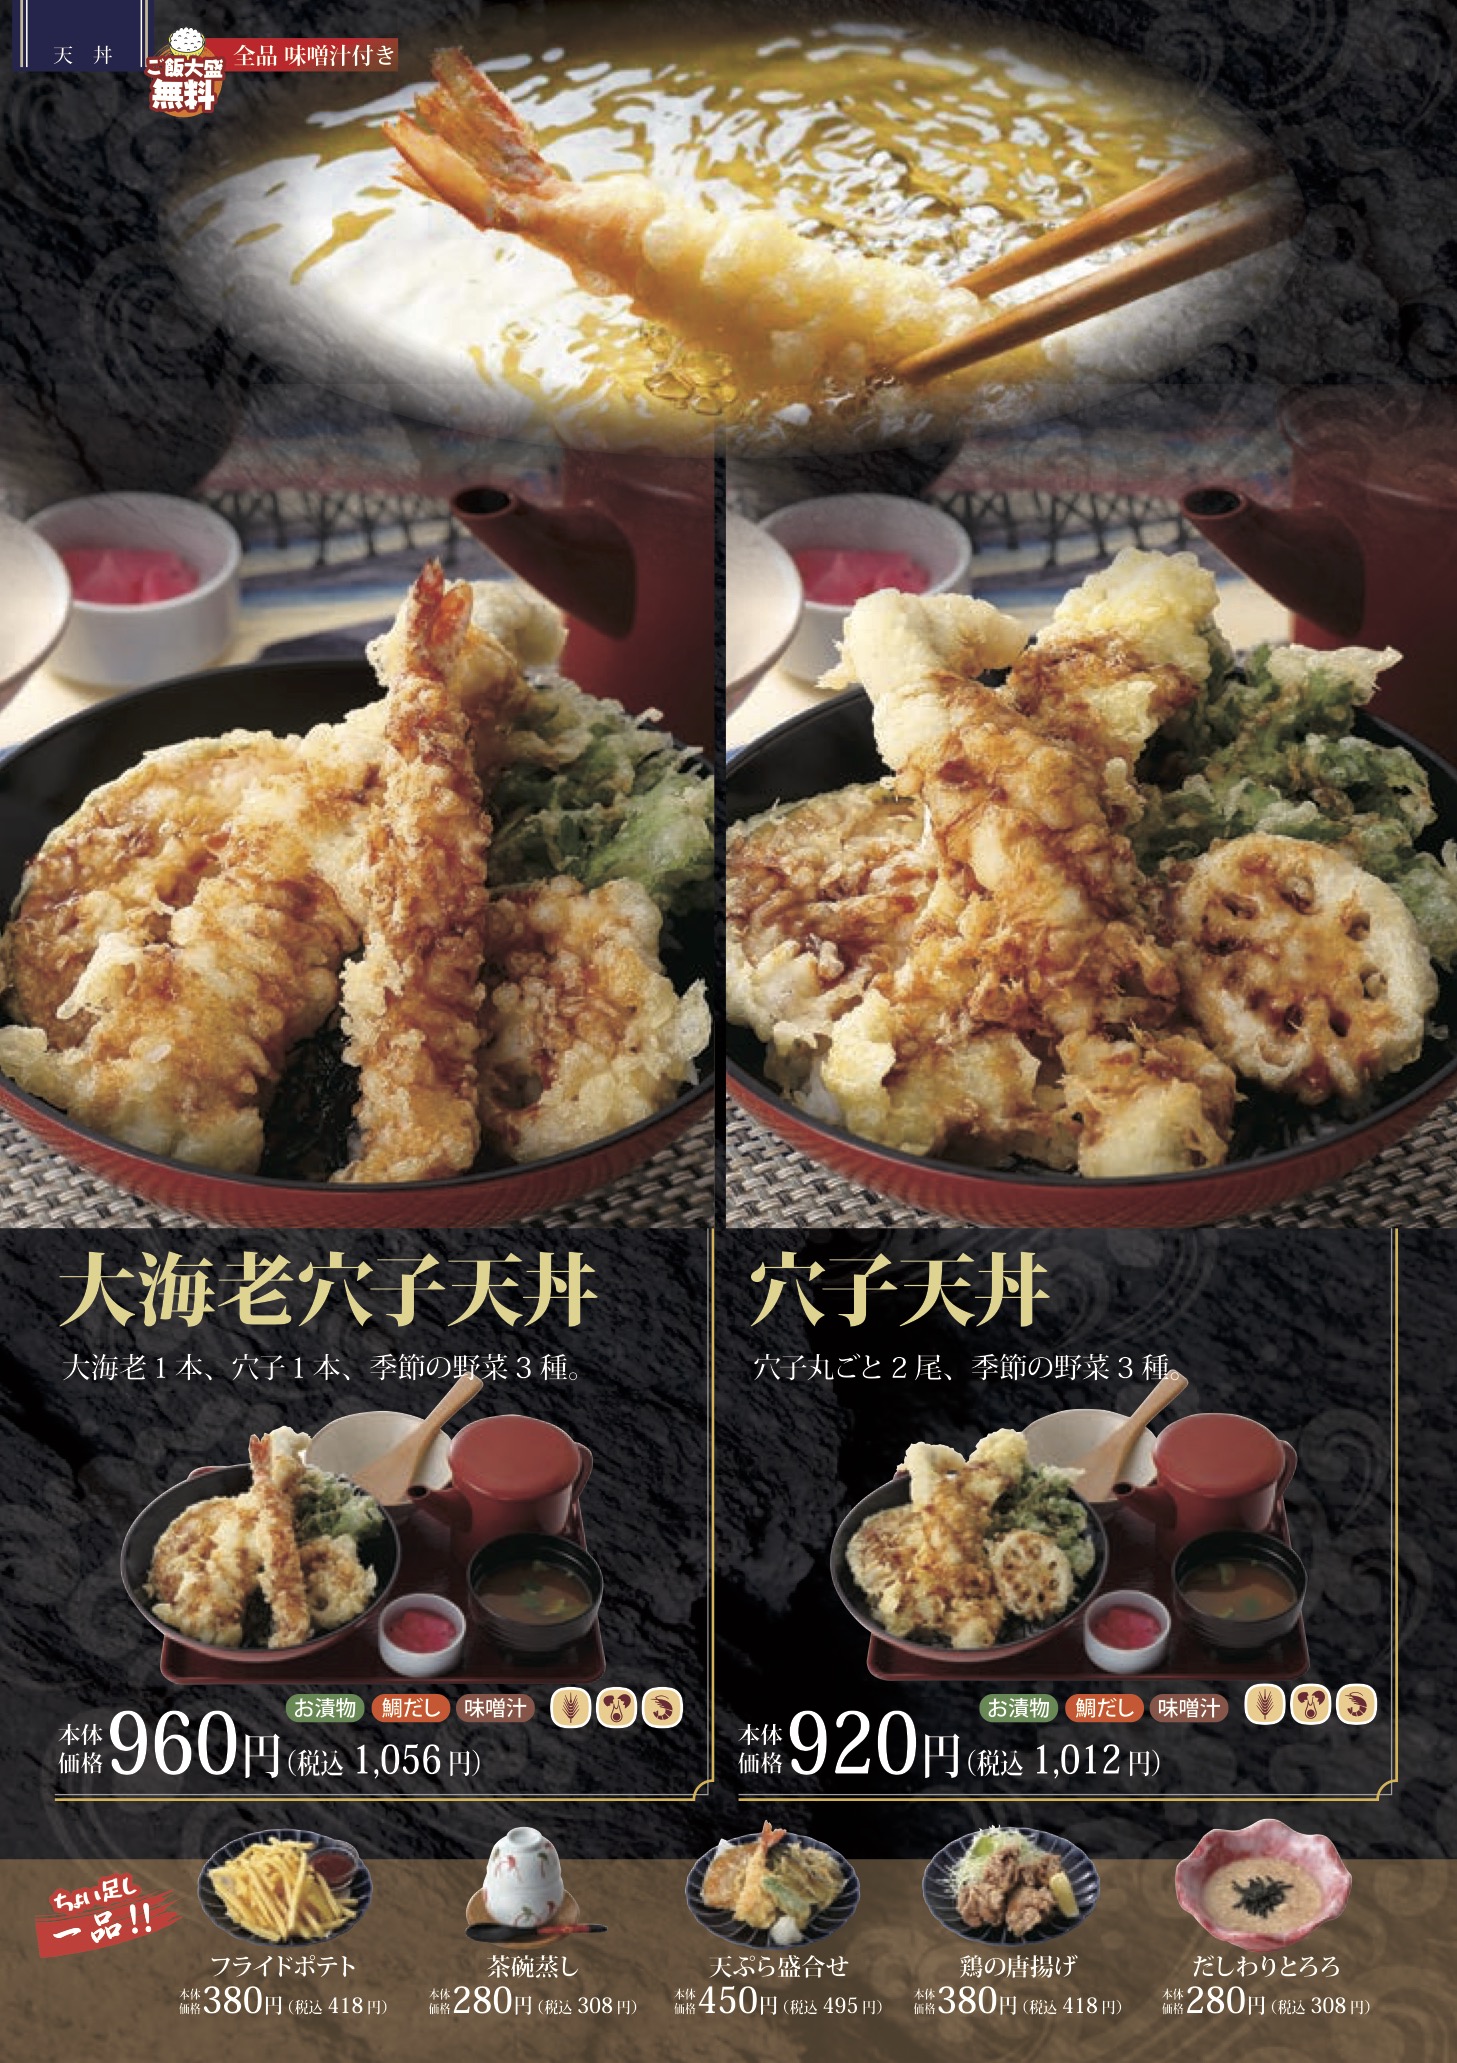 天丼
ご飯大盛
無料
全品 味噌汁付き
大海老穴子天丼
大海老1本、穴子1本、季節の野菜3種。
お漬物 鯛だし 味噌汁
本体価格960円(税込 1,056円)
穴子天丼
穴子丸ごと2尾、季節の野菜3種。
お漬物 鯛だし 味噌汁
本体価格920円(税込 1,012円)
ちょい足し
一品!!
フライドポテト
本体価格380円(税込 418円)
茶碗蒸し
本体価格280円(税込 308円)
天ぷら盛合せ
本体価格450円(税込 495円)
鶏の唐揚げ
本体価格380円(税込 418円)
だしわりとろろ
本体価格280円(税込 308円)